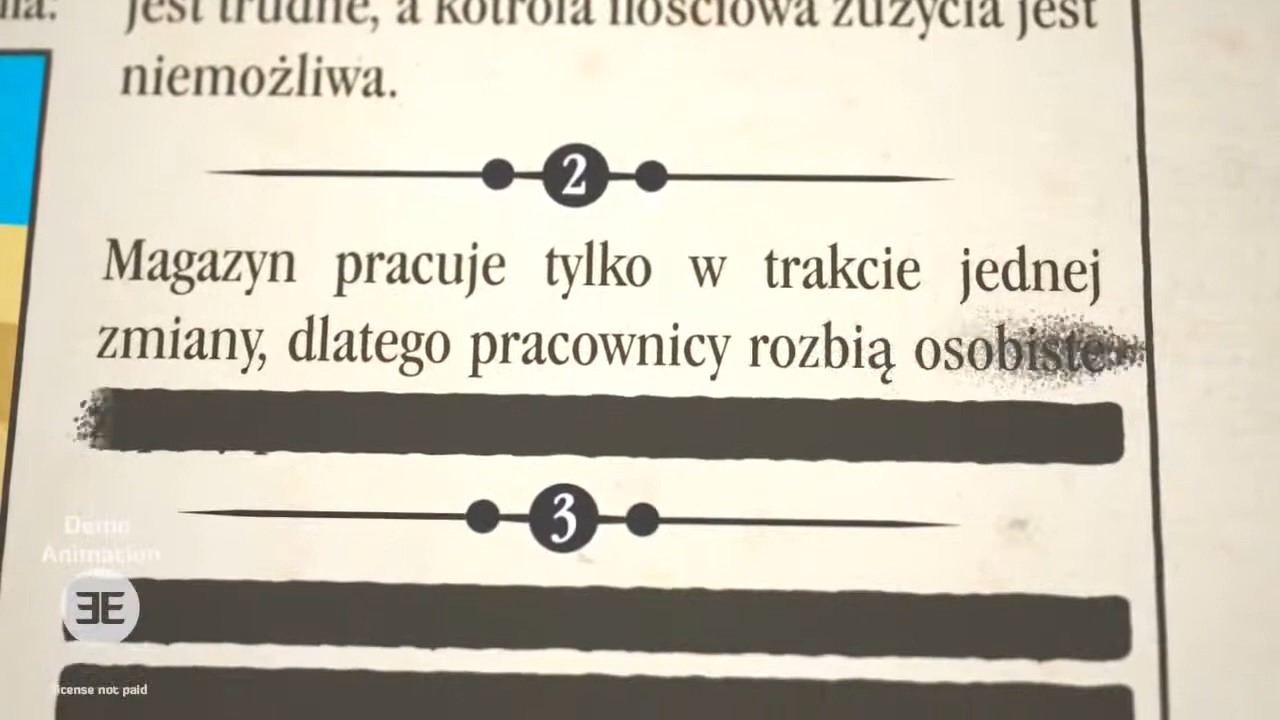 jest trudne, a kotrola ilościowa zużycia jest
niemożliwa.
2
Magazyn pracuje tylko w trakcie jednej
zmiany, dlatego pracownicy rozbią osobiste
3
Demo
Animation
ƎE
license not paid